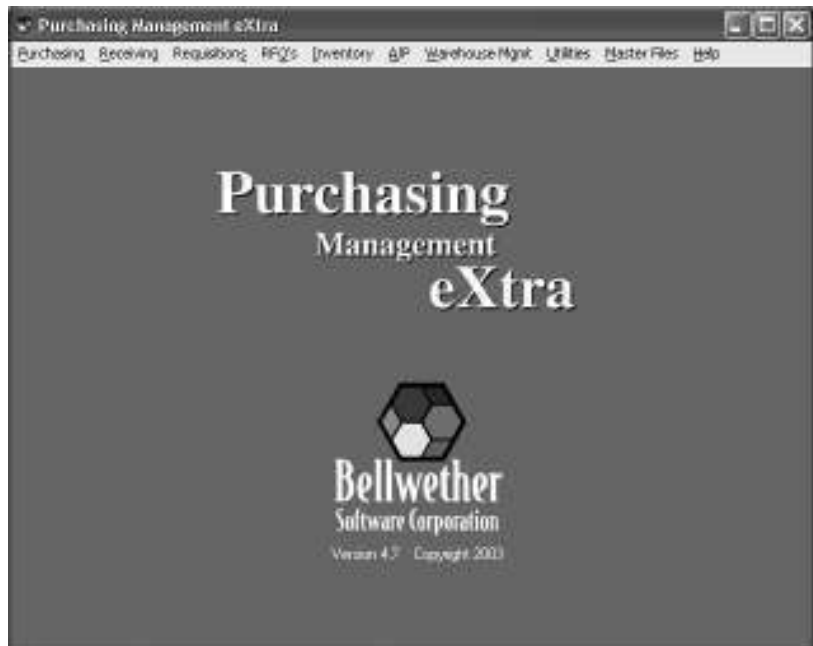 Purchasing Management eXtra
Purchasing Receiving Requisitions RFQ's Inventory A/P Warehouse Mgmt Utilities Master Files Help
Purchasing
Management
eXtra
Bellwether
Software Corporation
Version 4.7 Copyright 2003